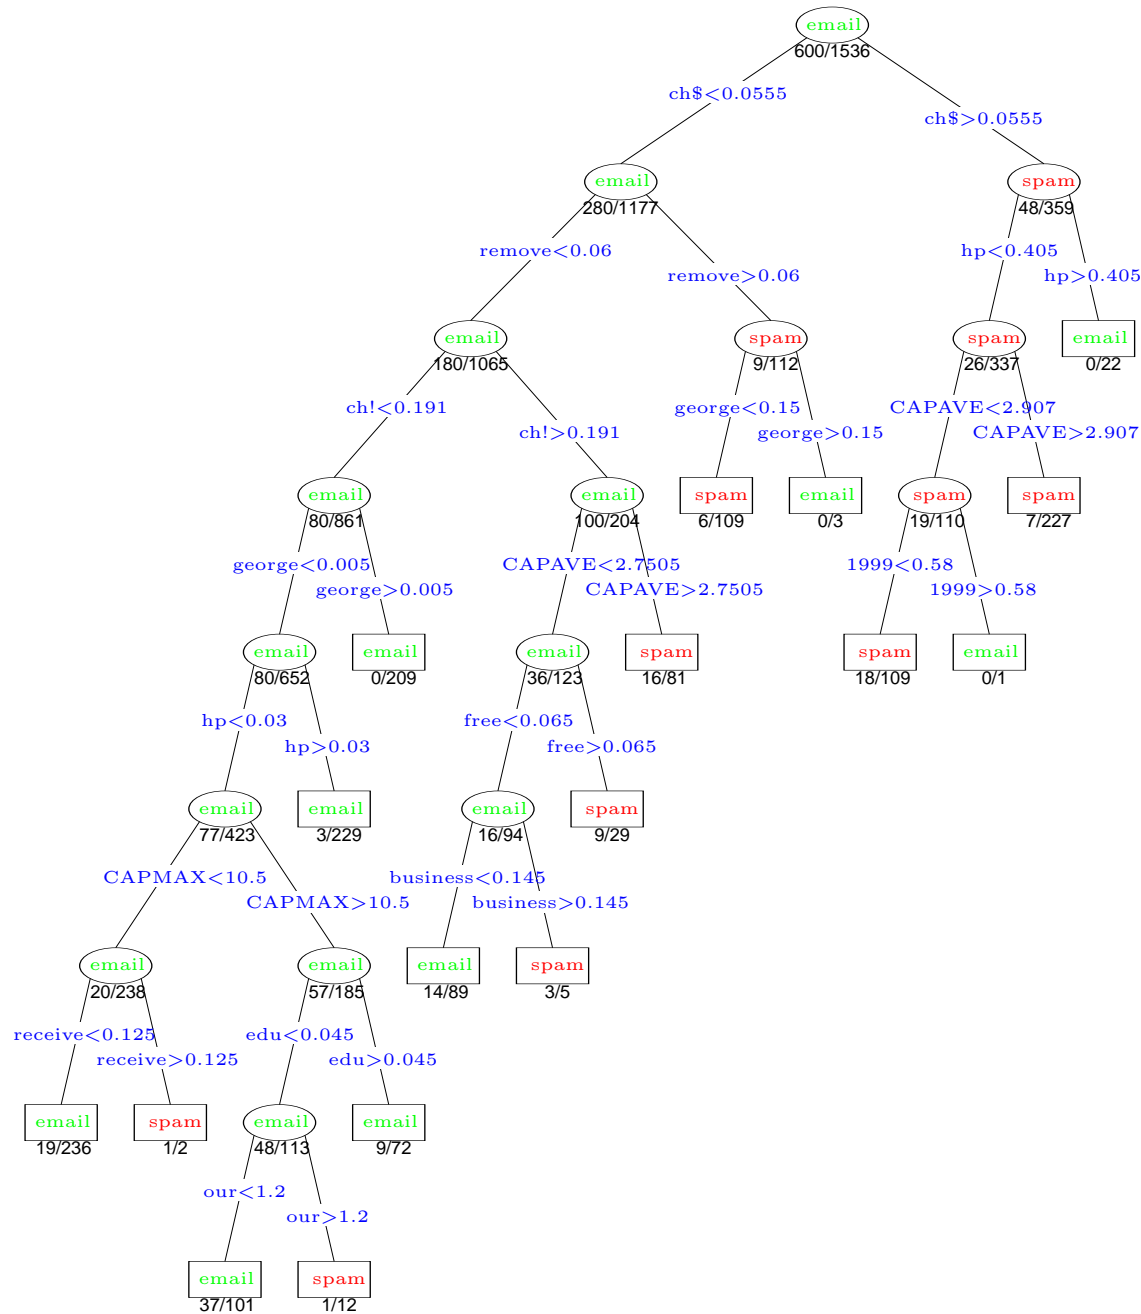 email
600/1536
ch$<0.0555
ch$>0.0555
email
280/1177
spam
48/359
remove<0.06
remove>0.06
hp<0.405
hp>0.405
email
180/1065
spam
9/112
spam
26/337
email
0/22
ch!<0.191
ch!>0.191
george<0.15
george>0.15
CAPAVE<2.907
CAPAVE>2.907
email
80/861
email
100/204
spam
6/109
email
0/3
spam
19/110
spam
7/227
george<0.005
george>0.005
CAPAVE<2.7505
CAPAVE>2.7505
1999<0.58
1999>0.58
email
80/652
email
0/209
email
36/123
spam
16/81
spam
18/109
email
0/1
hp<0.03
hp>0.03
free<0.065
free>0.065
email
77/423
email
3/229
email
16/94
spam
9/29
CAPMAX<10.5
CAPMAX>10.5
business<0.145
business>0.145
email
20/238
email
57/185
email
14/89
spam
3/5
receive<0.125
receive>0.125
edu<0.045
edu>0.045
email
19/236
spam
1/2
email
48/113
email
9/72
our<1.2
our>1.2
email
37/101
spam
1/12